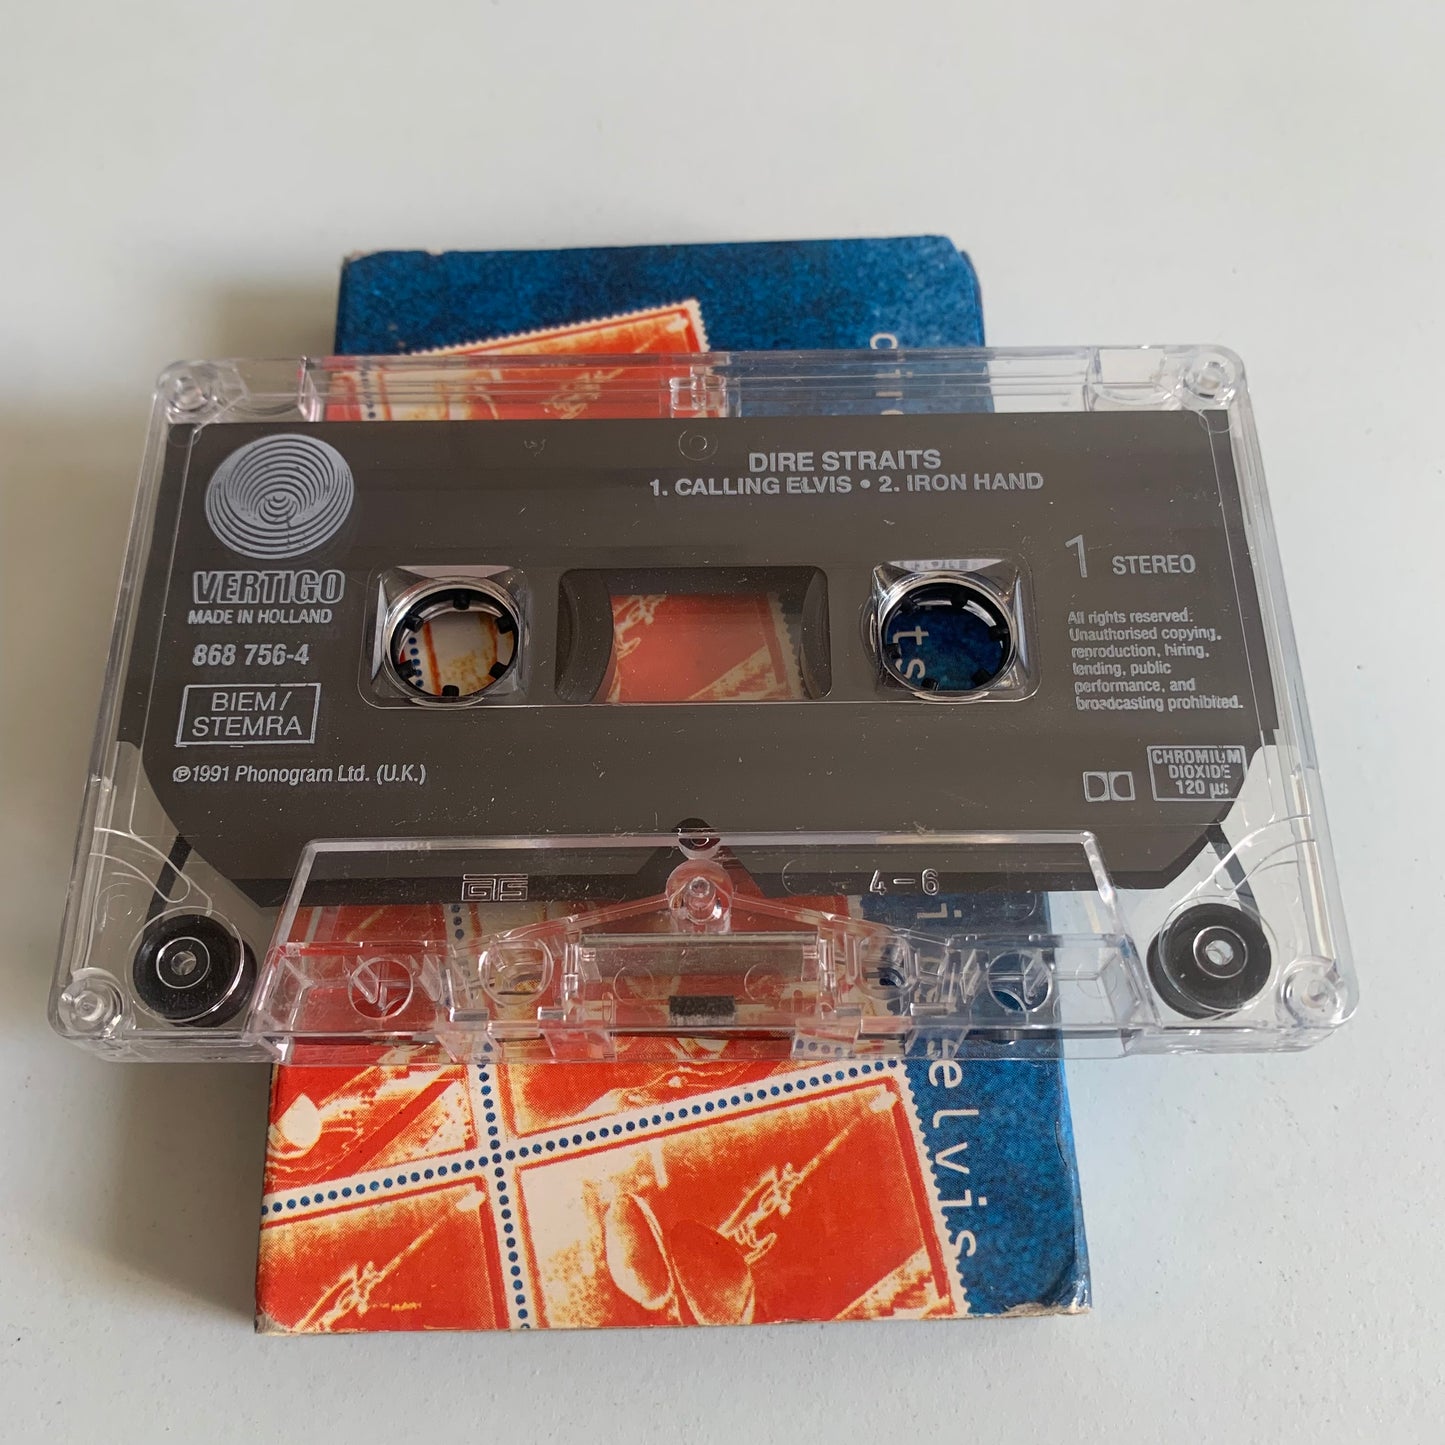 DIRE STRAITS
1. CALLING ELVIS • 2. IRON HAND
VERTIGO
MADE IN HOLLAND
868 756-4
BIEM/
STEMRA
℗1991 Phonogram Ltd. (U.K.)
1 STEREO
All rights reserved.
Unauthorised copying,
reproduction, hiring,
lending, public
performance, and
broadcasting prohibited.
CHROMIUM
DIOXIDE
120 µs
4-6
elvis